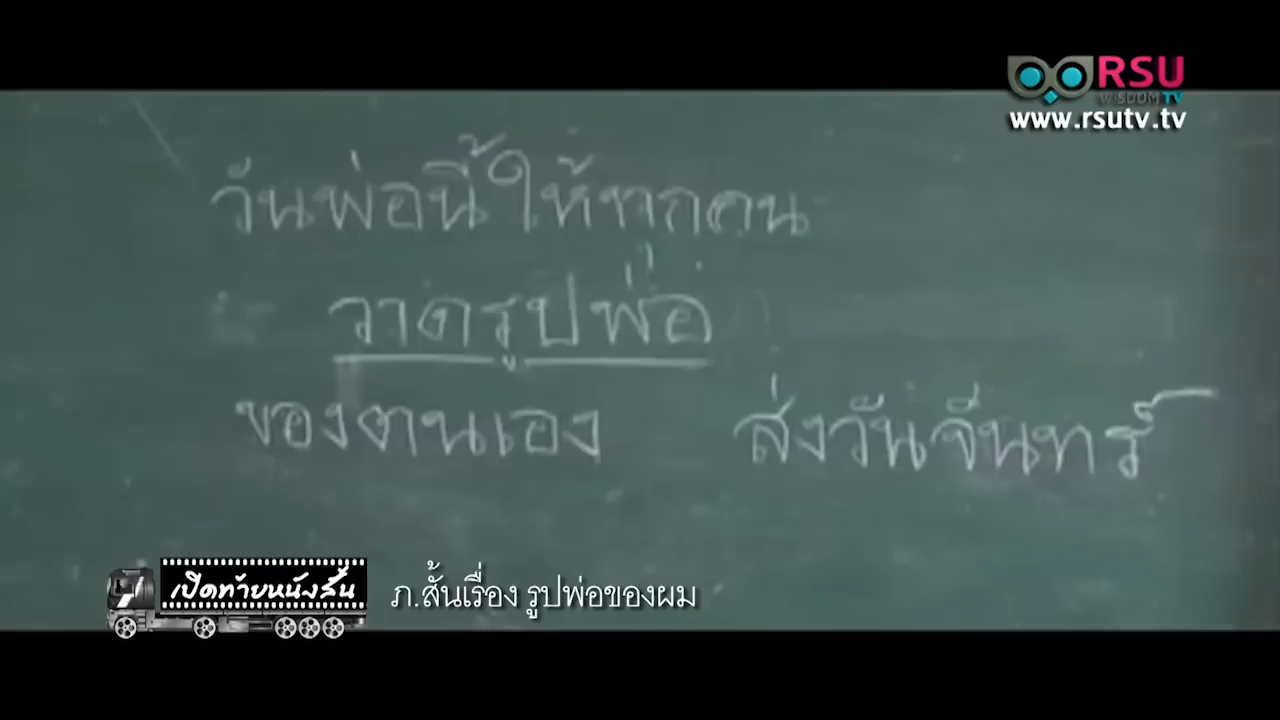 RSU
WISDOM TV
www.rsutv.tv
วันพ่อนี้ ให้ทุกคน
วาดรูปพ่อ
ของตนเอง ส่งวันจันทร์
เปิดท้ายหนังสั้น
ภ.สั้นเรื่อง รูปพ่อของผม